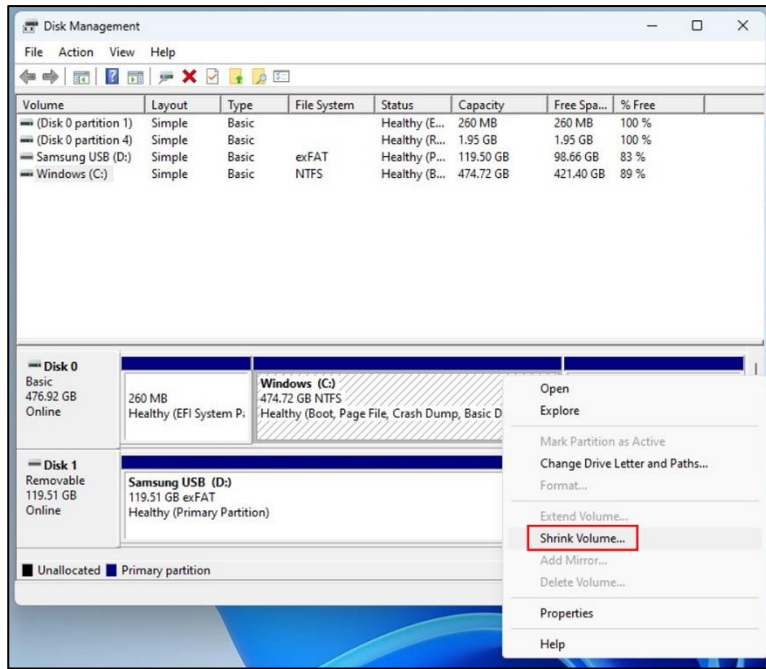 Disk Management
File Action View Help
Volume Layout Type File System Status Capacity Free Spa... % Free
(Disk 0 partition 1) Simple Basic Healthy (E... 260 MB 260 MB 100 %
(Disk 0 partition 4) Simple Basic Healthy (R... 1.95 GB 1.95 GB 100 %
Samsung USB (D:) Simple Basic exFAT Healthy (P... 119.50 GB 98.66 GB 83 %
Windows (C:) Simple Basic NTFS Healthy (B... 474.72 GB 421.40 GB 89 %
Disk 0
Basic
476.92 GB
Online
260 MB
Healthy (EFI System P
Windows (C:)
474.72 GB NTFS
Healthy (Boot, Page File, Crash Dump, Basic D
Disk 1
Removable
119.51 GB
Online
Samsung USB (D:)
119.51 GB exFAT
Healthy (Primary Partition)
Unallocated Primary partition
Open
Explore
Mark Partition as Active
Change Drive Letter and Paths...
Format...
Extend Volume...
Shrink Volume...
Add Mirror...
Delete Volume...
Properties
Help